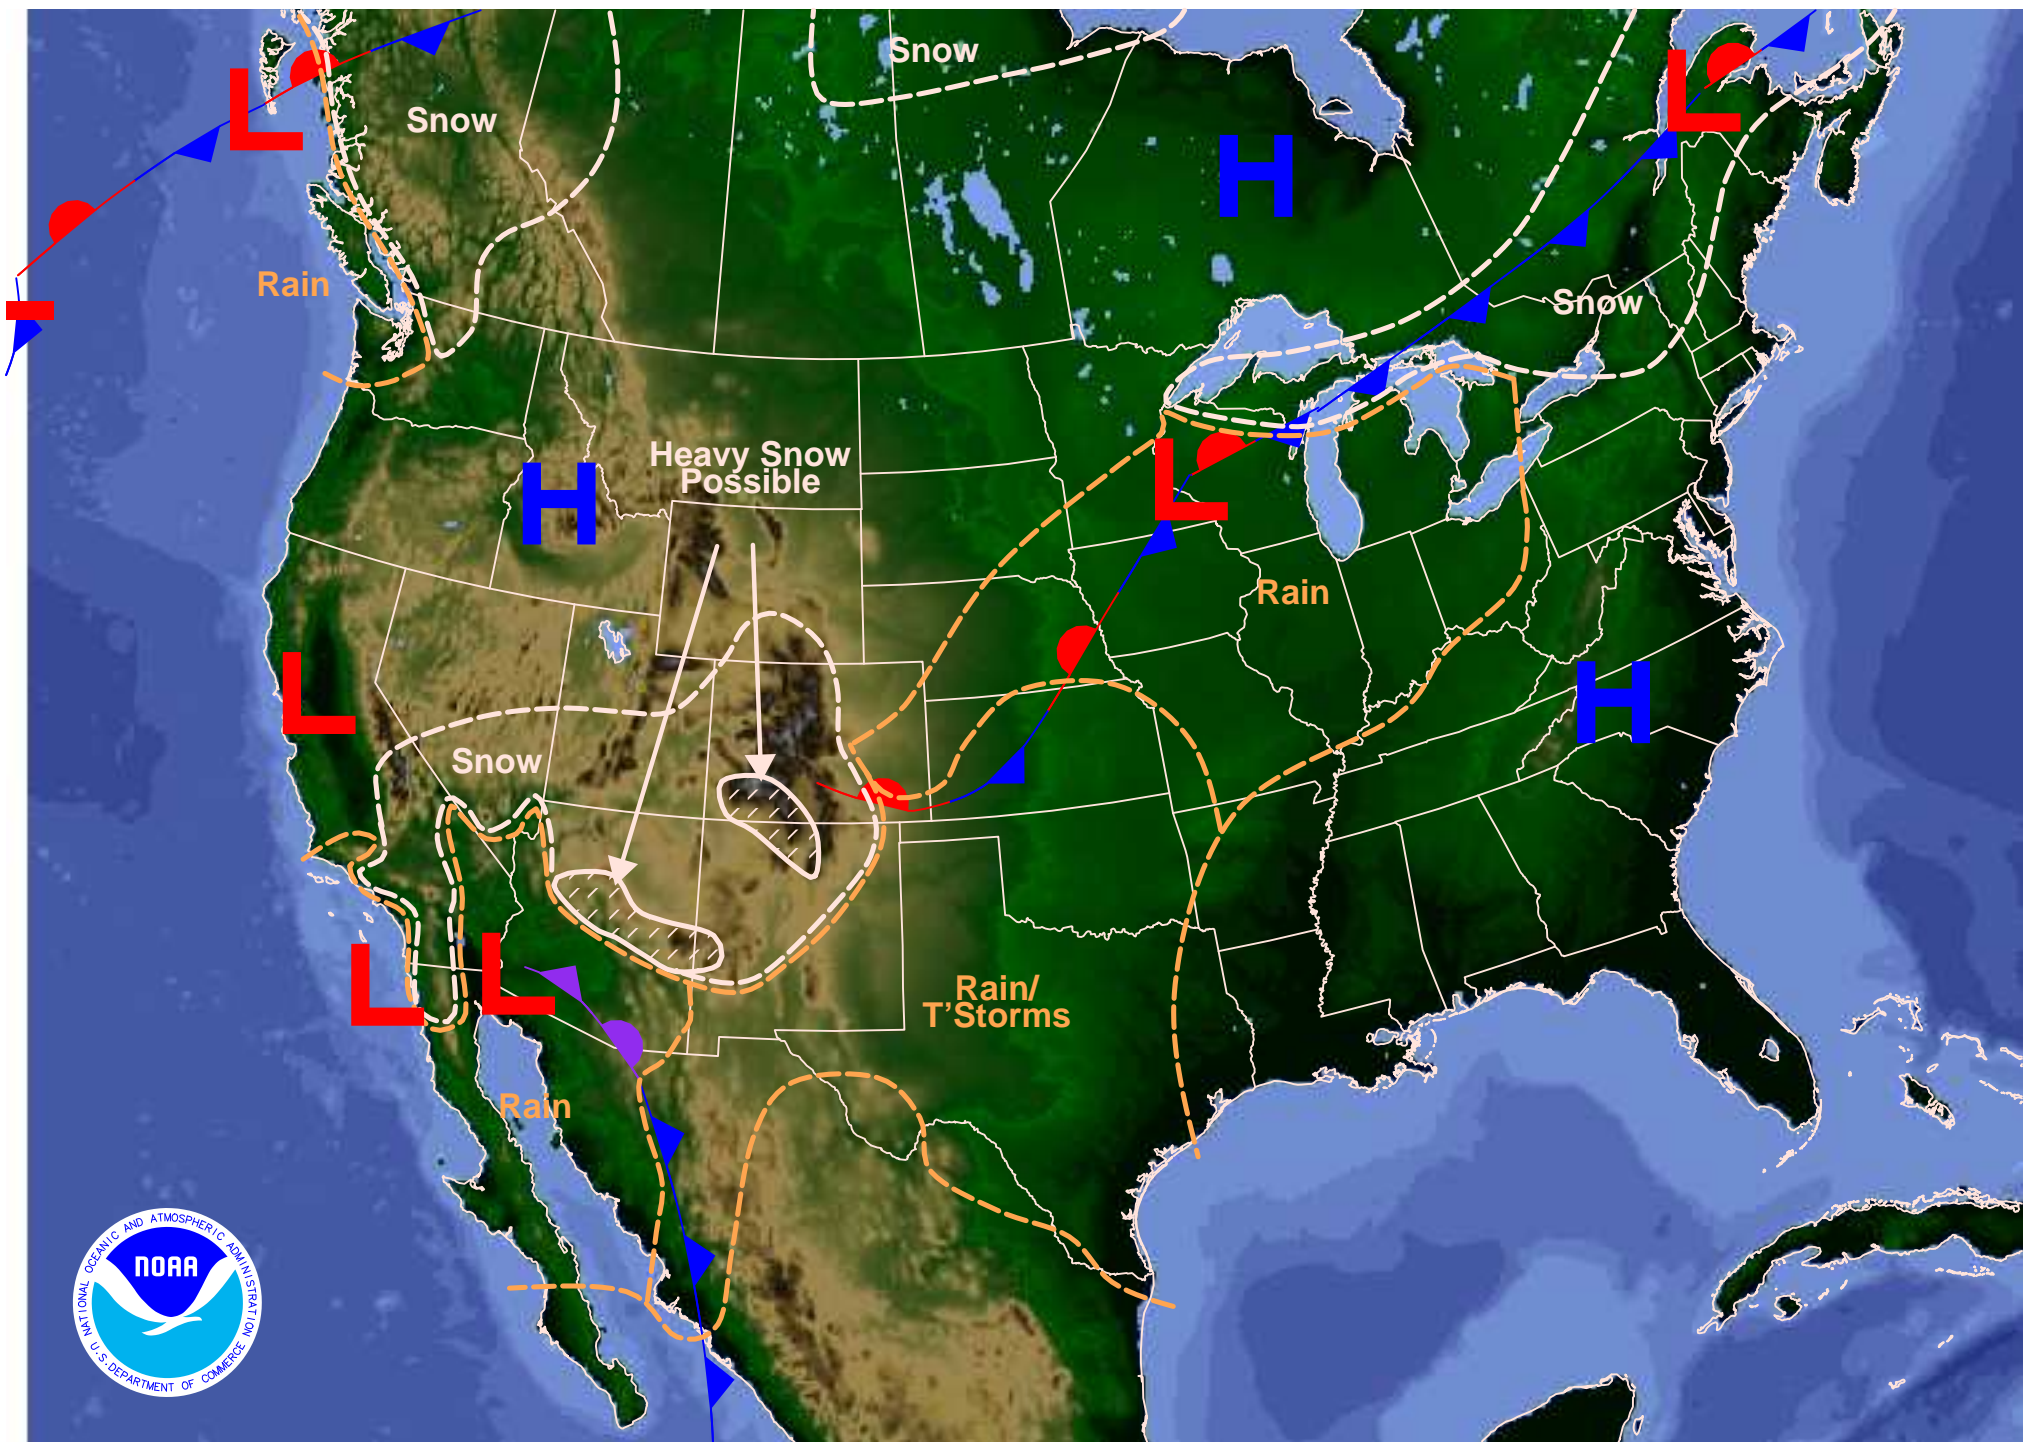 Snow
Snow
L
L
H
Rain
Snow
Heavy Snow
Possible
H
L
Rain
L
H
Snow
L
L
Rain/
T'Storms
Rain
NATIONAL OCEANIC AND ATMOSPHERIC ADMINISTRATION
NOAA
U.S. DEPARTMENT OF COMMERCE